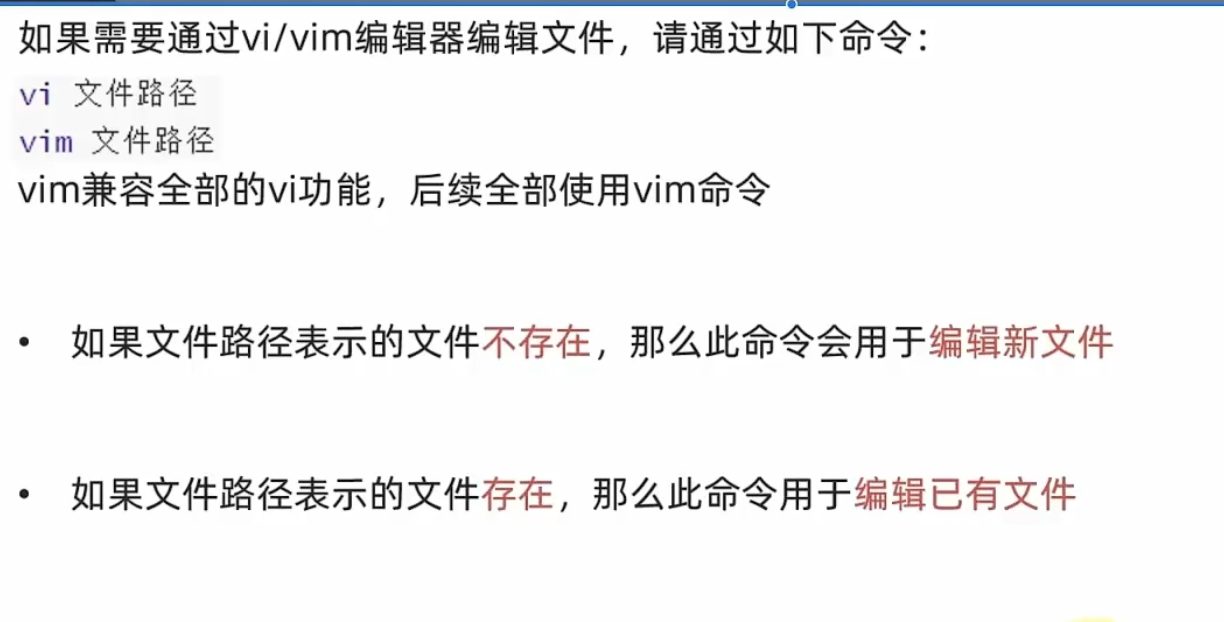 如果需要通过vi/vim编辑器编辑文件，请通过如下命令：
vi 文件路径
vim 文件路径
vim兼容全部的vi功能，后续全部使用vim命令
• 如果文件路径表示的文件不存在，那么此命令会用于编辑新文件
• 如果文件路径表示的文件存在，那么此命令用于编辑已有文件